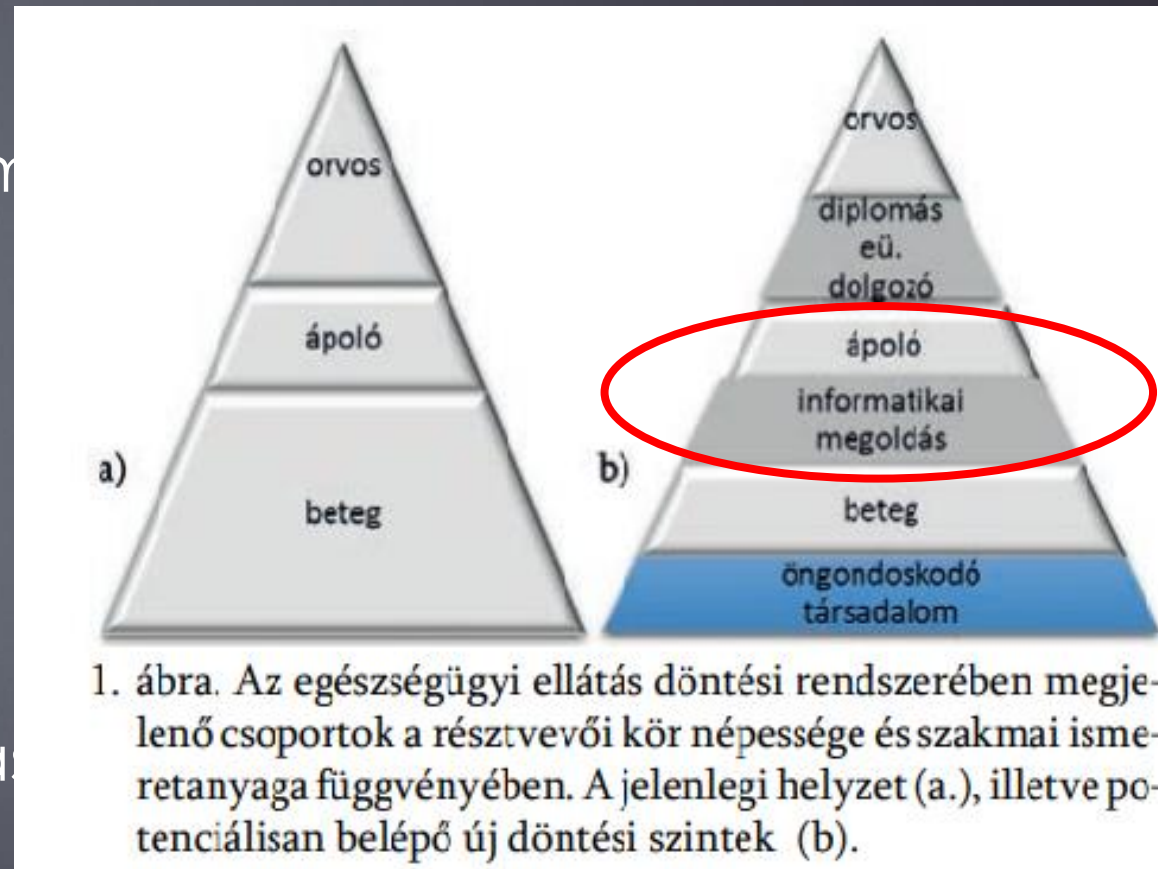 orvos
ápoló
beteg
a)
orvos
diplomás
eü.
dolgozó
ápoló
informatikai
megoldás
beteg
öngondoskodó
társadalom
b)
1. ábra. Az egészségügyi ellátás döntési rendszerében megje-
lenő csoportok a résztvevői kör népessége és szakmai isme-
retanyaga függvényében. A jelenlegi helyzet (a.), illetve po-
tenciálisan belépő új döntési szintek (b).